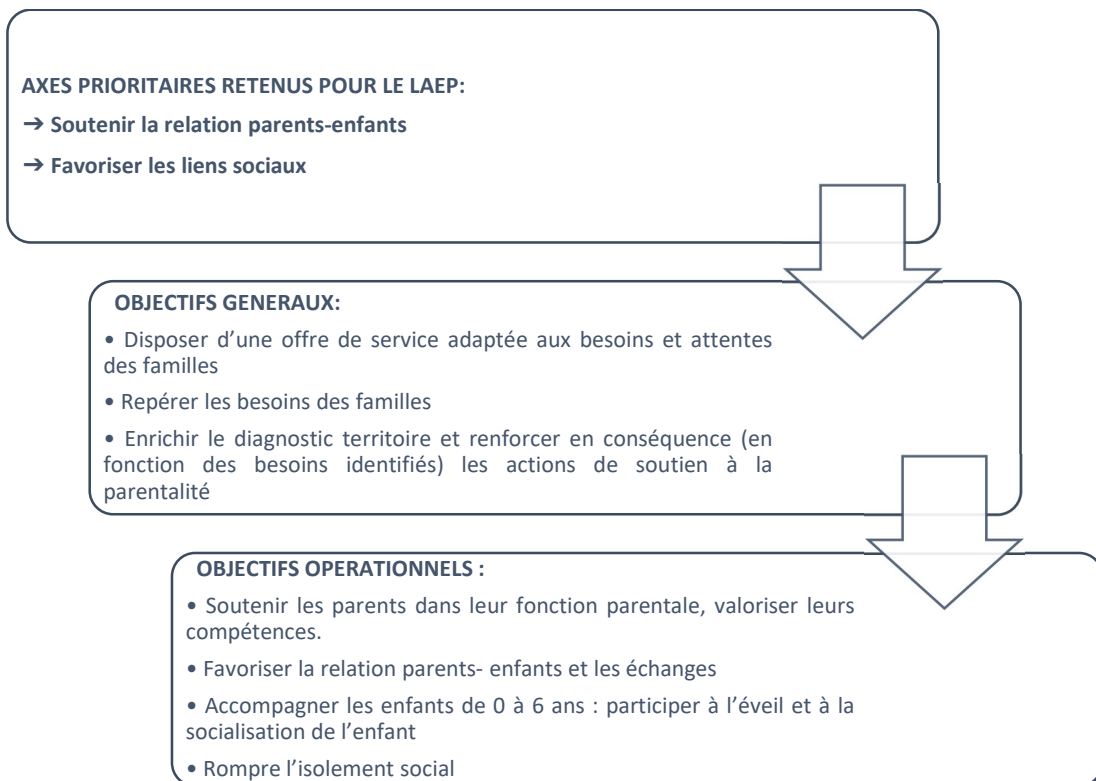 AXES PRIORITAIRES RETENUS POUR LE LAEP:
➔ Soutenir la relation parents-enfants
➔ Favoriser les liens sociaux
OBJECTIFS GENERAUX:
• Disposer d’une offre de service adaptée aux besoins et attentes
des familles
• Repérer les besoins des familles
• Enrichir le diagnostic territoire et renforcer en conséquence (en
fonction des besoins identifiés) les actions de soutien à la
parentalité
OBJECTIFS OPERATIONNELS :
• Soutenir les parents dans leur fonction parentale, valoriser leurs
compétences.
• Favoriser la relation parents- enfants et les échanges
• Accompagner les enfants de 0 à 6 ans : participer à l’éveil et à la
socialisation de l’enfant
• Rompre l’isolement social